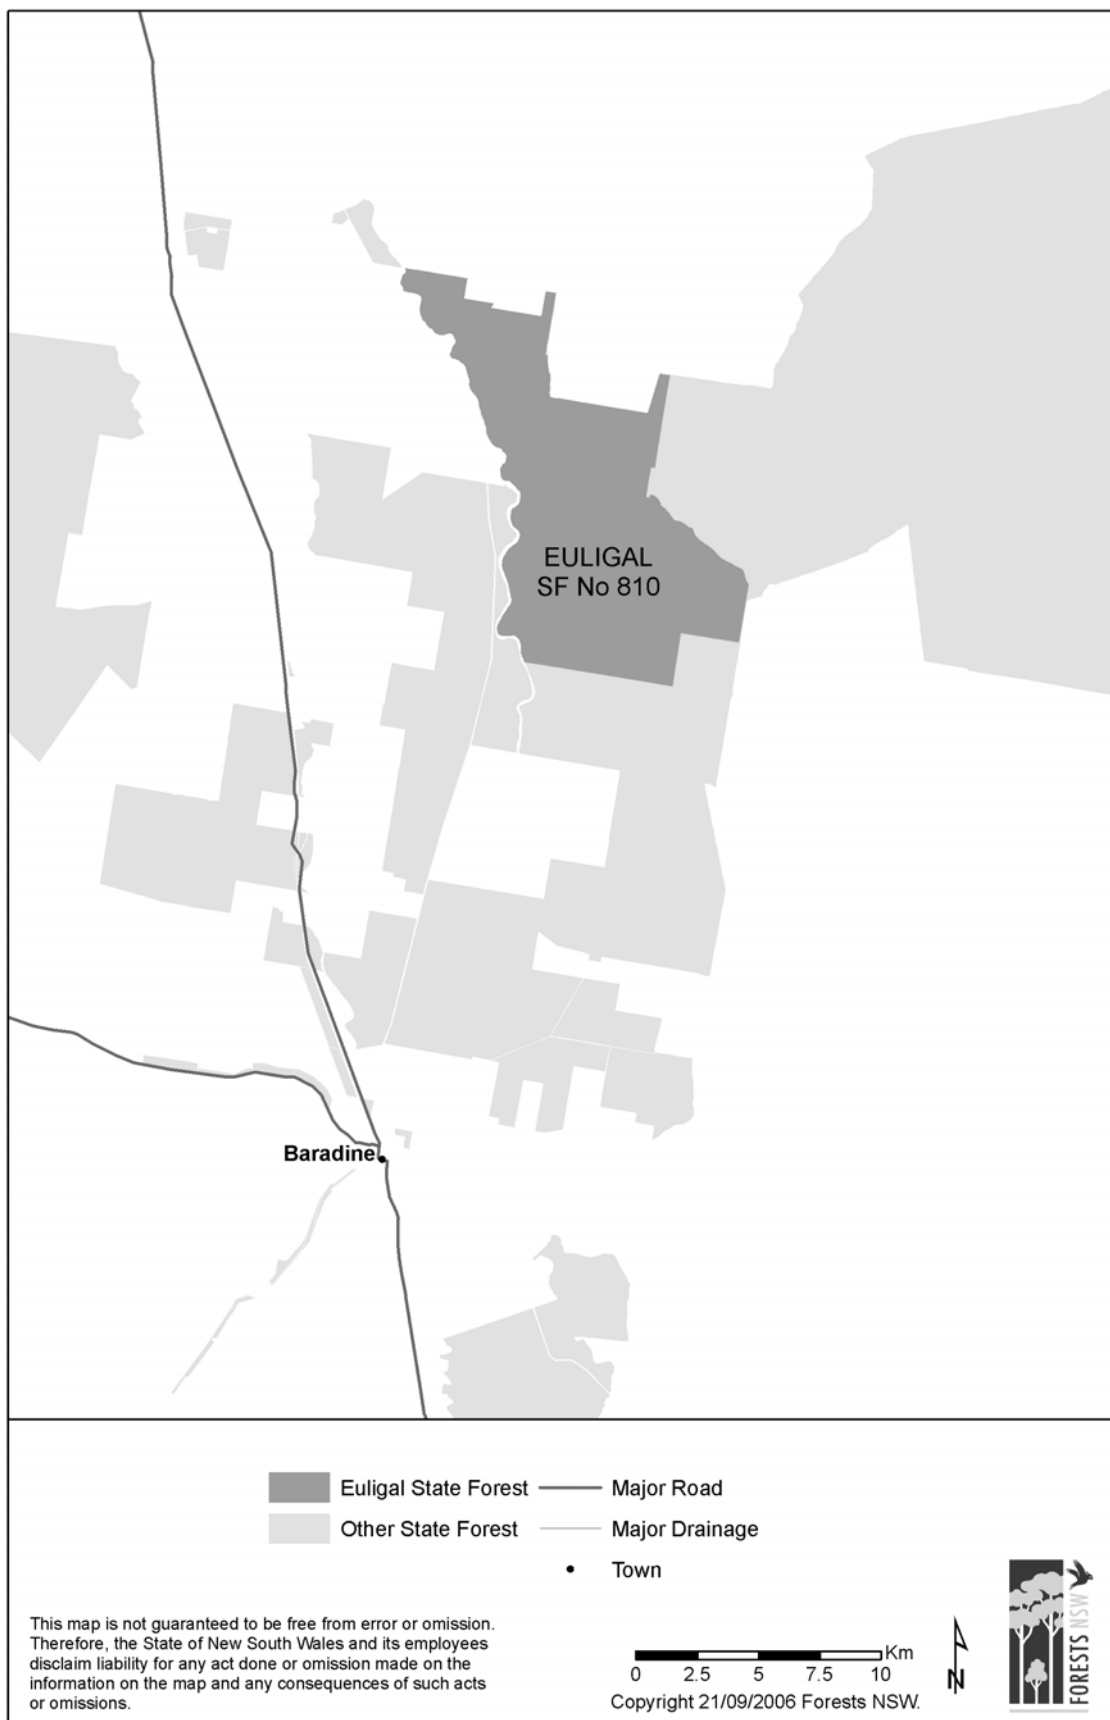 EULIGAL
SF No 810
Baradine
Euligal State Forest
Major Road
Other State Forest
Major Drainage
Town
This map is not guaranteed to be free from error or omission.
Therefore, the State of New South Wales and its employees
disclaim liability for any act done or omission made on the
information on the map and any consequences of such acts
or omissions.
Km
0 2.5 5 7.5 10
Copyright 21/09/2006 Forests NSW.
N
FORESTS NSW